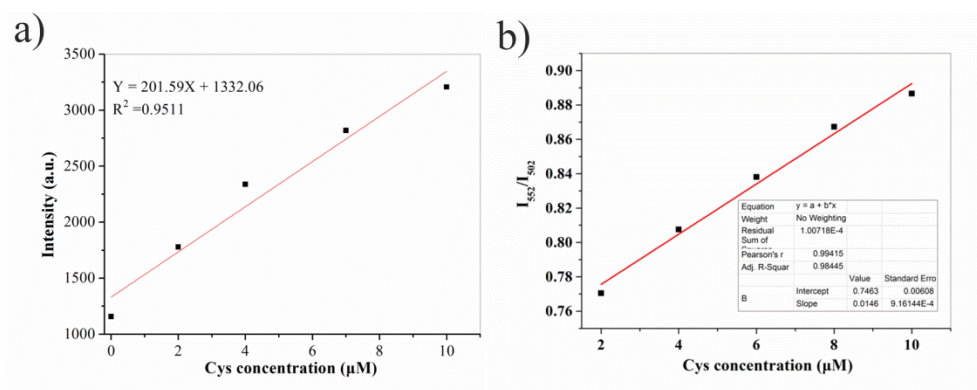 a)
Y = 201.59X + 1332.06
R² =0.9511
Intensity (a.u.)
3500
3000
2500
2000
1500
1000
0 2 4 6 8 10
Cys concentration (μM)
b)
I552/I502
0.90
0.88
0.86
0.84
0.82
0.80
0.78
0.76
2 4 6 8 10
Cys concentration (μM)
Equation y = a + b*x
Weight No Weighting
Residual 1.00718E-4
Sum of
Pearson's r 0.99415
Adj. R-Squar 0.98445
Value Standard Erro
B Intercept 0.7463 0.00608
Slope 0.0146 9.16144E-4